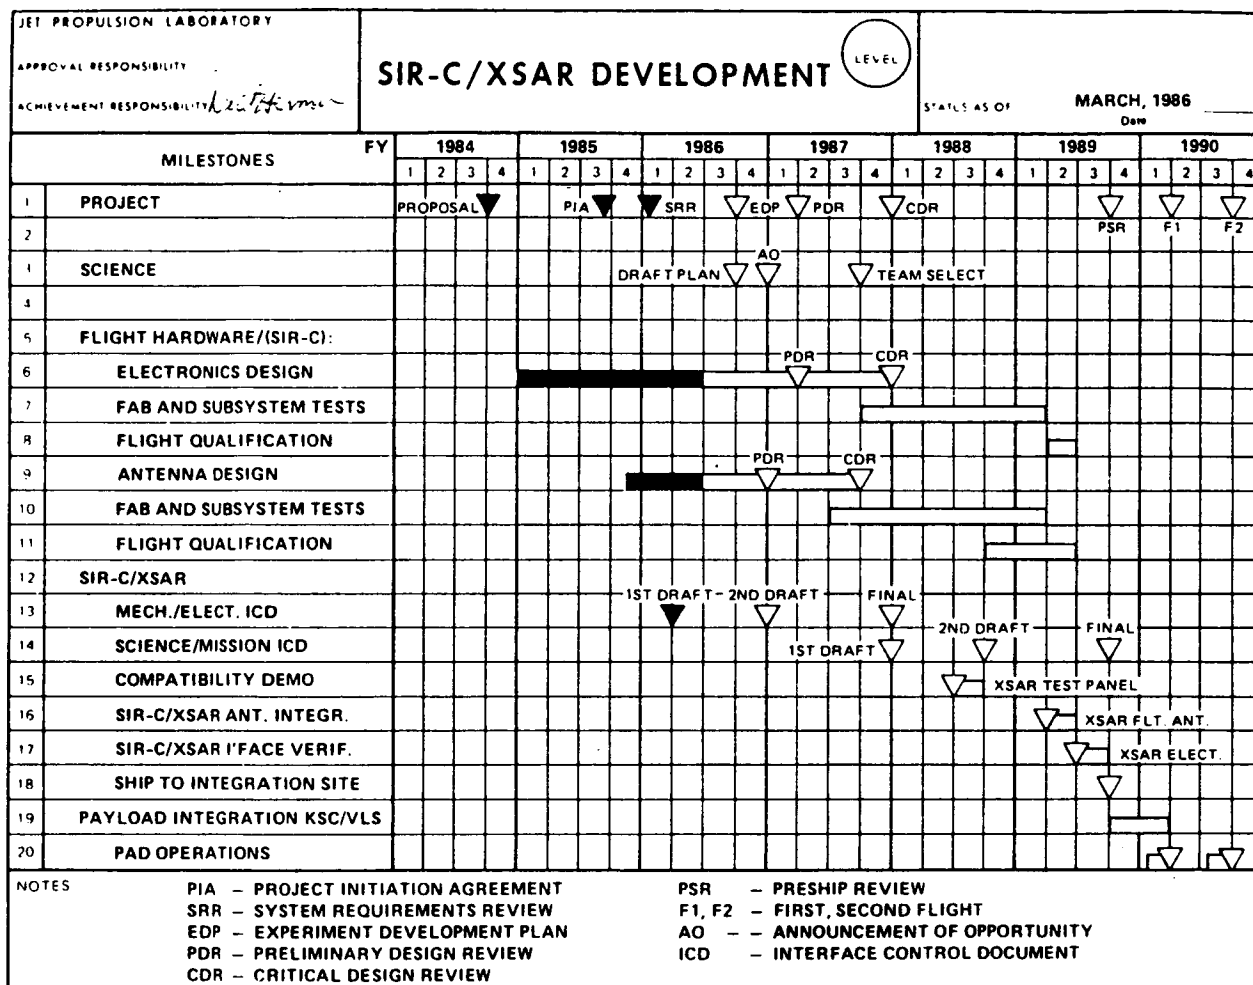 JET PROPULSION LABORATORY
APPROVAL RESPONSIBILITY
ACHIEVEMENT RESPONSIBILITY
SIR-C/XSAR DEVELOPMENT
LEVEL
STATUS AS OF MARCH, 1986
Date
MILESTONES FY 1984 1985 1986 1987 1988 1989 1990
1 2 3 4 1 2 3 4 1 2 3 4 1 2 3 4 1 2 3 4 1 2 3 4 1 2 3 4
1 PROJECT PROPOSAL PIA SRR EDP PDR CDR PSR F1 F2
2
3 SCIENCE DRAFT PLAN AO TEAM SELECT
4
5 FLIGHT HARDWARE/(SIR-C):
6 ELECTRONICS DESIGN PDR CDR
7 FAB AND SUBSYSTEM TESTS
8 FLIGHT QUALIFICATION
9 ANTENNA DESIGN PDR CDR
10 FAB AND SUBSYSTEM TESTS
11 FLIGHT QUALIFICATION
12 SIR-C/XSAR
13 MECH./ELECT. ICD 1ST DRAFT- 2ND DRAFT FINAL
14 SCIENCE/MISSION ICD 1ST DRAFT 2ND DRAFT FINAL
15 COMPATIBILITY DEMO XSAR TEST PANEL
16 SIR-C/XSAR ANT. INTEGR. XSAR FLT. ANT.
17 SIR-C/XSAR I'FACE VERIF. XSAR ELECT.
18 SHIP TO INTEGRATION SITE
19 PAYLOAD INTEGRATION KSC/VLS
20 PAD OPERATIONS
NOTES
PIA – PROJECT INITIATION AGREEMENT
SRR – SYSTEM REQUIREMENTS REVIEW
EDP – EXPERIMENT DEVELOPMENT PLAN
PDR – PRELIMINARY DESIGN REVIEW
CDR – CRITICAL DESIGN REVIEW
PSR – PRESHIP REVIEW
F1, F2 – FIRST, SECOND FLIGHT
AO – – ANNOUNCEMENT OF OPPORTUNITY
ICD – INTERFACE CONTROL DOCUMENT